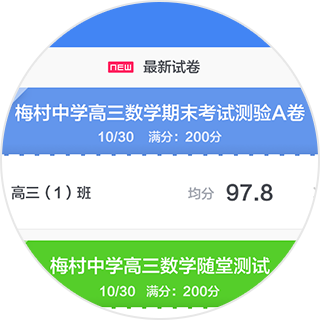 NEW 最新试卷
梅村中学高三数学期末考试测验A卷
10/30 满分：200分
高三（1）班 均分 97.8
梅村中学高三数学随堂测试
10/30 满分：200分